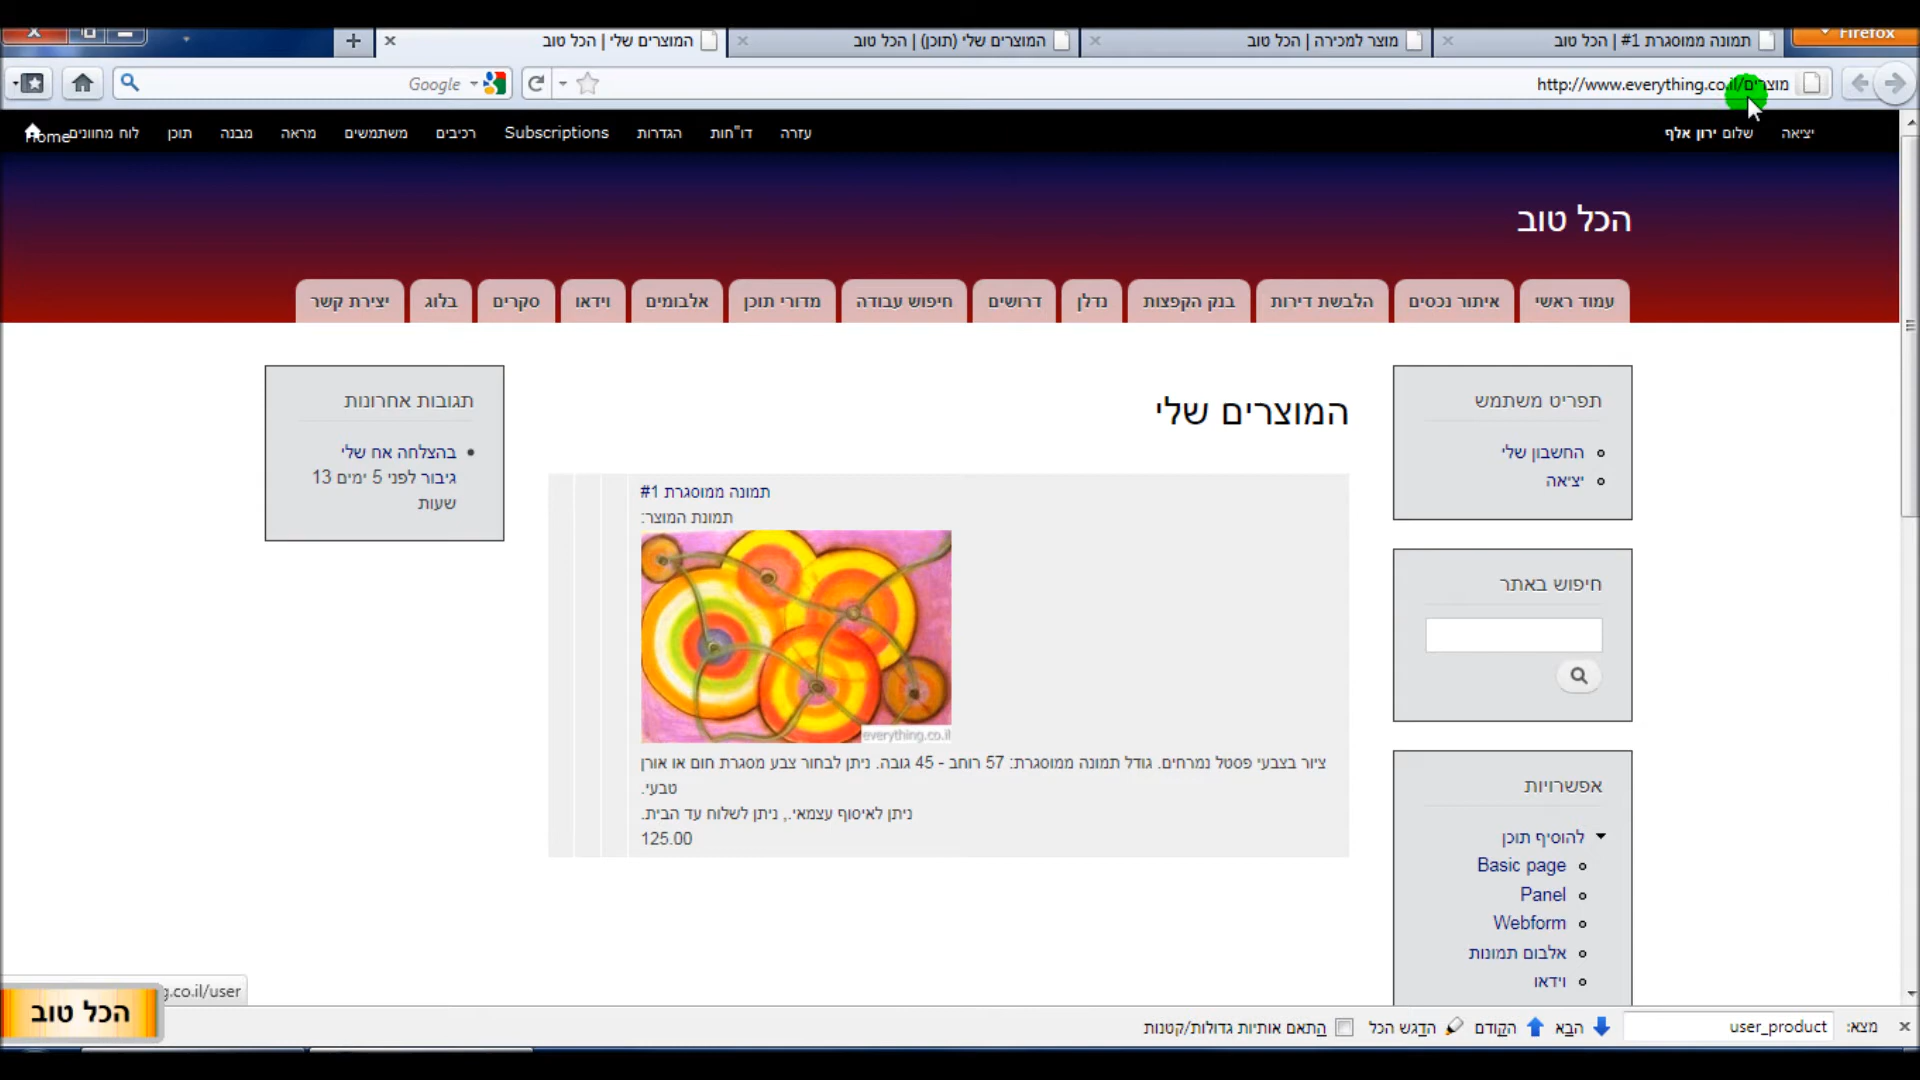 Firefox
תמונה ממוסגרת 1# | הכל טוב
מוצר למכירה | הכל טוב
המוצרים שלי (תוכן) | הכל טוב
המוצרים שלי | הכל טוב
http://www.everything.co.il/מוצרים
Google
יציאה
שלום ירון אלף
עזרה
דו"חות
הגדרות
Subscriptions
רכיבים
משתמשים
מראה
מבנה
תוכן
לוח מחוונים
Home
הכל טוב
עמוד ראשי
איתור נכסים
הלבשת דירות
בנק הקפצות
נדלן
דרושים
חיפוש עבודה
מדורי תוכן
אלבומים
וידאו
סקרים
בלוג
יצירת קשר
תפריט משתמש
החשבון שלי
יציאה
חיפוש באתר
אפשרויות
להוסיף תוכן
Basic page
Panel
Webform
אלבום תמונות
וידאו
המוצרים שלי
תמונה ממוסגרת 1#
תמונת המוצר:
everything.co.il
ציור בצבעי פסטל נמרחים. גודל תמונה ממוסגרת: 57 רוחב - 45 גובה. ניתן לבחור צבע מסגרת חום או אורן
טבעי.
ניתן לאיסוף עצמאי., ניתן לשלוח עד הבית.
125.00
תגובות אחרונות
בהצלחה אח שלי
גיבור לפני 5 ימים 13
שעות
g.co.il/user
הכל טוב
מצא:
user_product
הבא
הקודם
הדגש הכל
התאם אותיות גדולות/קטנות